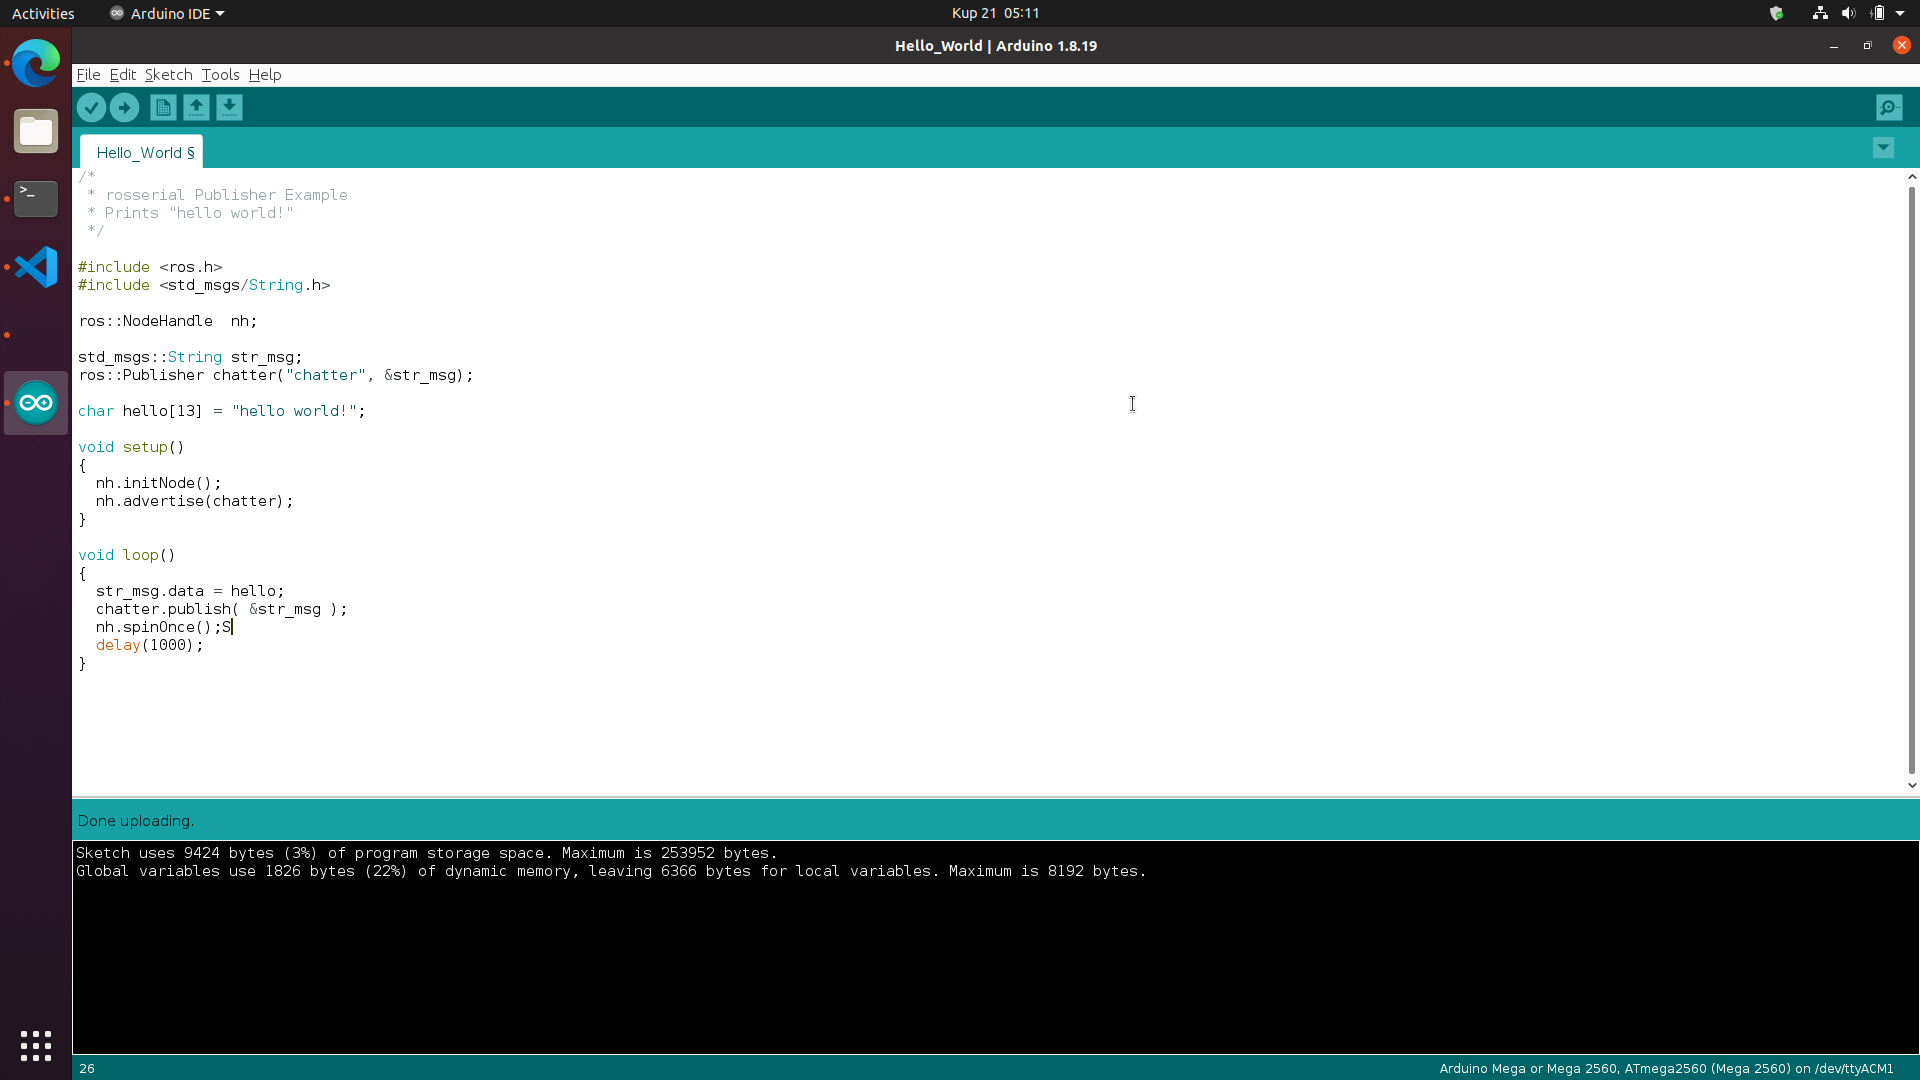 Activities
Arduino IDE
Kup 21 05:11
Hello_World | Arduino 1.8.19
File Edit Sketch Tools Help
Hello_World §
/*
 * rosserial Publisher Example
 * Prints "hello world!"
 */
#include <ros.h>
#include <std_msgs/String.h>
ros::NodeHandle  nh;
std_msgs::String str_msg;
ros::Publisher chatter("chatter", &str_msg);
char hello[13] = "hello world!";
void setup()
{
  nh.initNode();
  nh.advertise(chatter);
}
void loop()
{
  str_msg.data = hello;
  chatter.publish( &str_msg );
  nh.spinOnce();S
  delay(1000);
}
Done uploading.
Sketch uses 9424 bytes (3%) of program storage space. Maximum is 253952 bytes.
Global variables use 1826 bytes (22%) of dynamic memory, leaving 6366 bytes for local variables. Maximum is 8192 bytes.
26
Arduino Mega or Mega 2560, ATmega2560 (Mega 2560) on /dev/ttyACM1